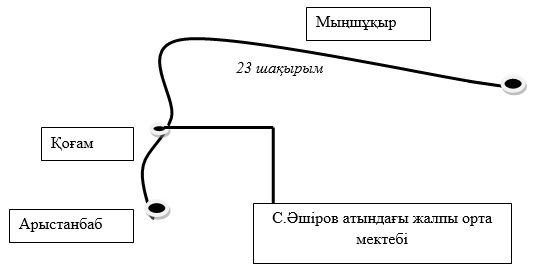 Мыңшұқыр
23 шақырым
Қоғам
Арыстанбаб
С.Әшіров атындағы жалпы орта
мектебі